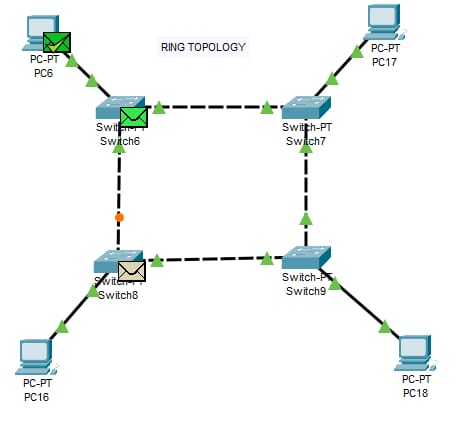 RING TOPOLOGY
PC-PT
PC6
PC-PT
PC17
Switch-PT
Switch6
Switch-PT
Switch7
Switch-PT
Switch8
Switch-PT
Switch9
PC-PT
PC16
PC-PT
PC18